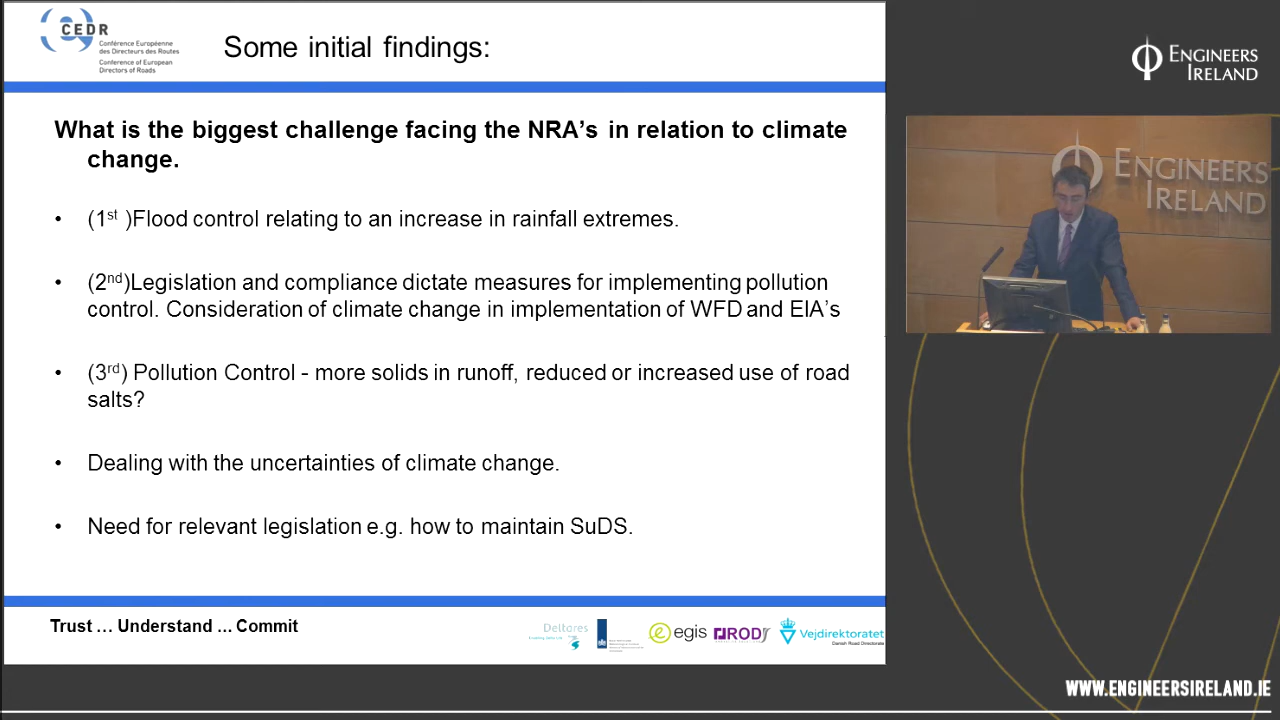 CEDR
Conférence Européenne
des Directeurs des Routes
Conference of European
Directors of Roads
Some initial findings:
What is the biggest challenge facing the NRA's in relation to climate
change.
• (1st )Flood control relating to an increase in rainfall extremes.
• (2nd)Legislation and compliance dictate measures for implementing pollution
control. Consideration of climate change in implementation of WFD and EIA's
• (3rd) Pollution Control - more solids in runoff, reduced or increased use of road
salts?
• Dealing with the uncertainties of climate change.
• Need for relevant legislation e.g. how to maintain SuDS.
Trust ... Understand ... Commit
Deltares
egis
ROD
Vejdirektoratet
Danish Road Directorate
ENGINEERS
IRELAND
ENGINEERS
IRELAND
WWW.ENGINEERSIRELAND.IE